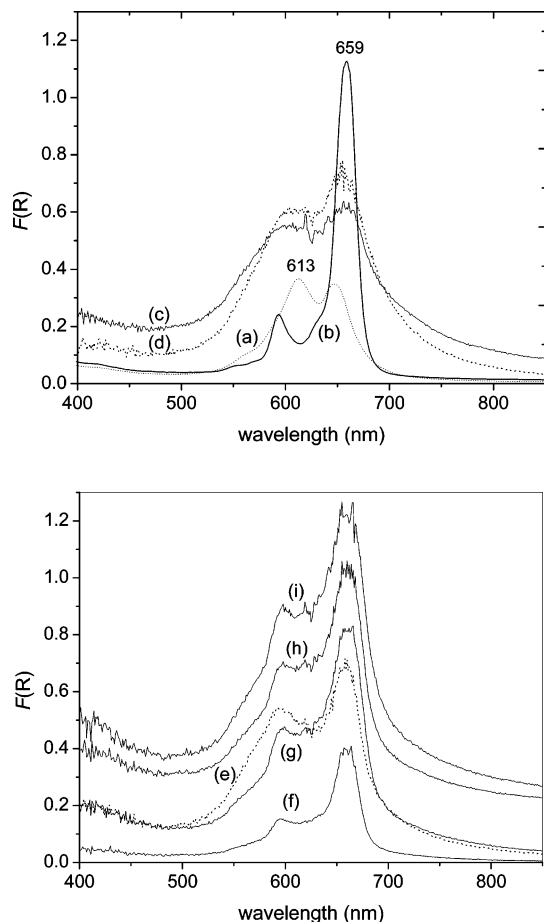 659
1.2
1.0
0.8
0.6
0.4
0.2
0.0
F(R)
613
(c)
(d)
(a)
(b)
400 500 600 700 800
wavelength (nm)
1.2
1.0
0.8
0.6
0.4
0.2
0.0
F(R)
(i)
(h)
(e)
(g)
(f)
400 500 600 700 800
wavelength (nm)